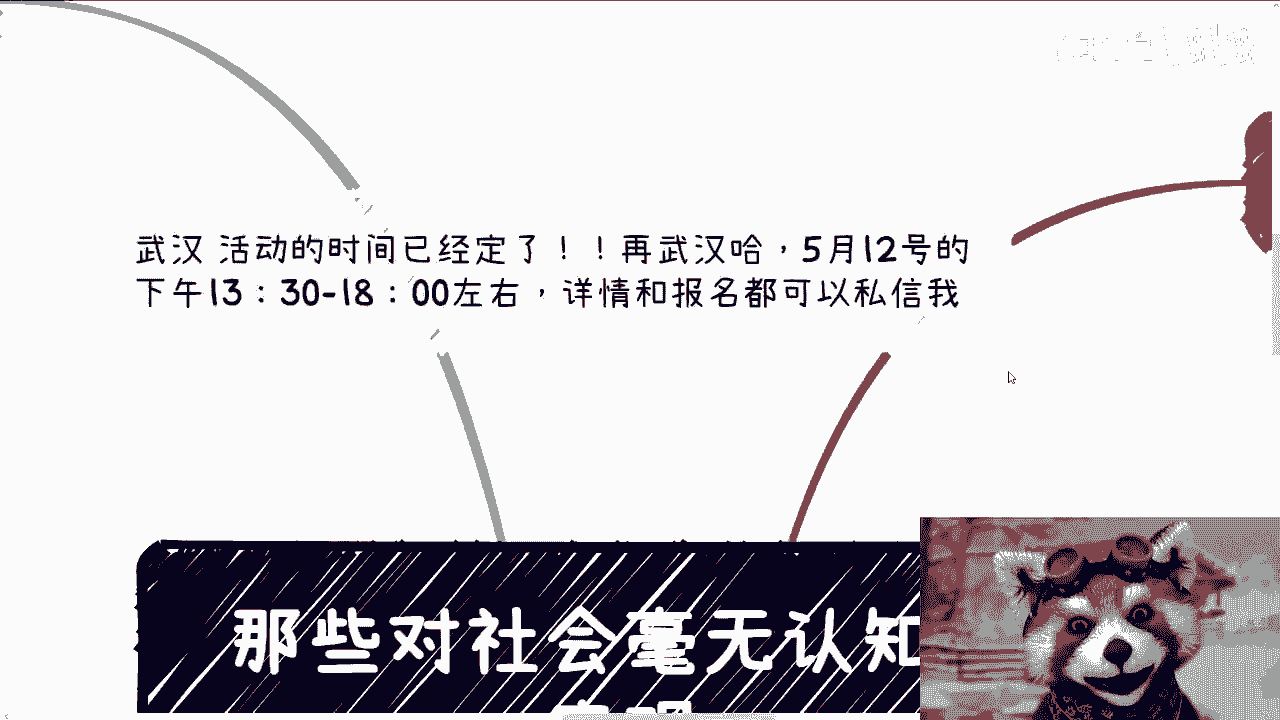 武汉 活动的时间已经定了！！再武汉哈，5月12号的
下午13：30-18：00左右，详情和报名都可以私信我
那些对社会毫无认知